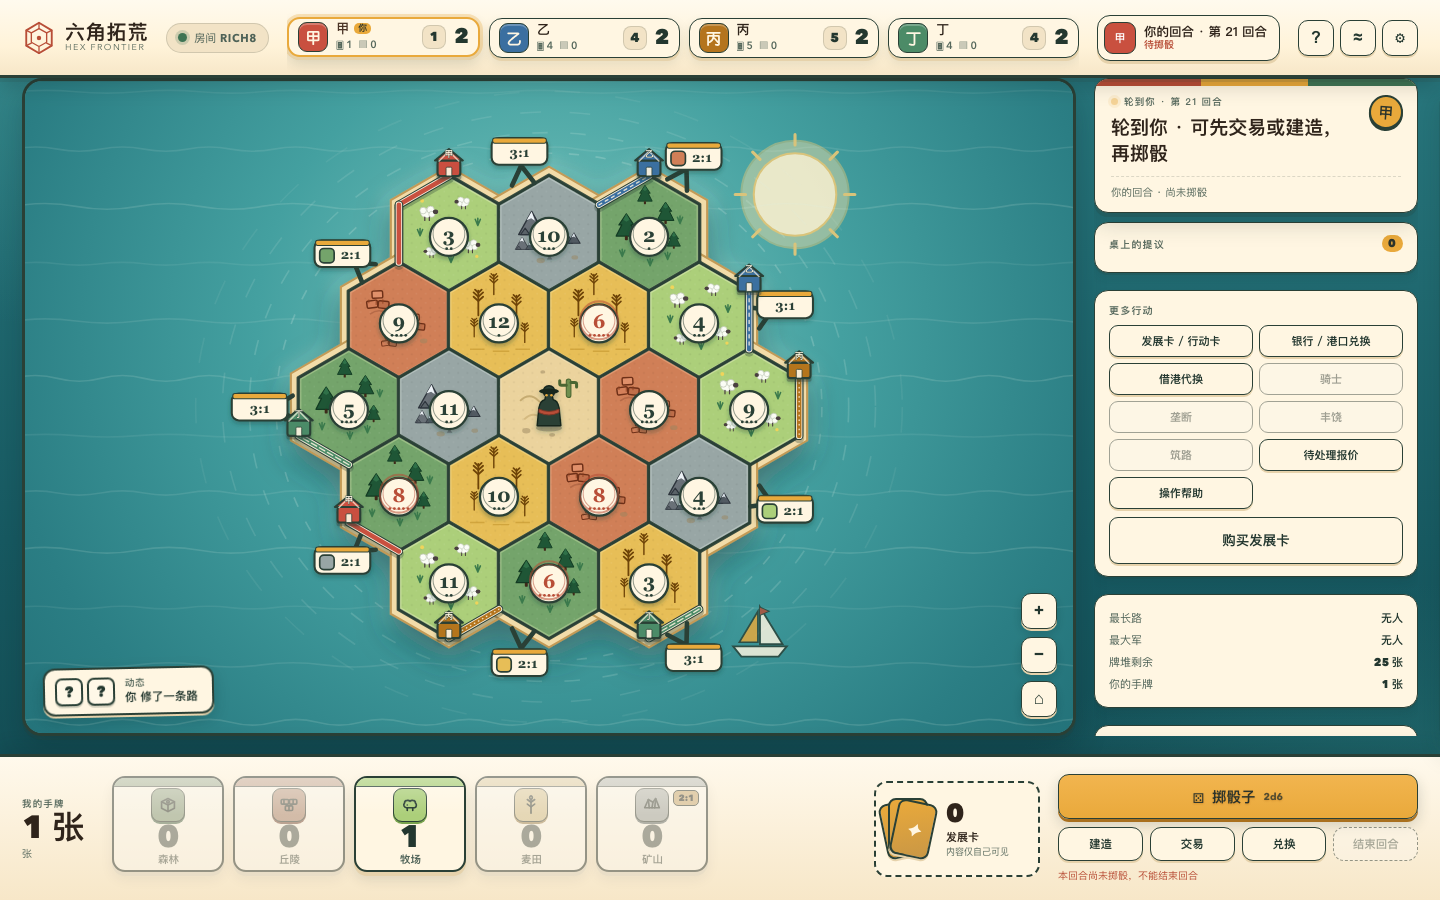 六角拓荒
HEX FRONTIER
房间 RICH8
甲 甲 你
1 0
1 2
乙 乙
4 0
4 2
丙 丙
5 0
5 2
丁 丁
4 0
4 2
甲 你的回合 · 第 21 回合
待掷骰
? ≈ ⚙
3:1
2:1
3 10 2
2:1
9 12 6 4
3:1
3:1
5 11 5 9
8 10 8 4
2:1
2:1
11 6 3
2:1
3:1
? ?
动态
你 修了一条路
+
−
⌂
轮到你 · 第 21 回合
甲
轮到你 · 可先交易或建造，
再掷骰
你的回合 · 尚未掷骰
桌上的提议 0
更多行动
发展卡 / 行动卡 银行 / 港口兑换
借港代换 骑士
垄断 丰饶
筑路 待处理报价
操作帮助
购买发展卡
最长路 无人
最大军 无人
牌堆剩余 25 张
你的手牌 1 张
我的手牌
1 张
张
0
森林
0
丘陵
1
牧场
0
麦田
2:1
0
矿山
0
发展卡
内容仅自己可见
掷骰子 2d6
建造 交易 兑换 结束回合
本回合尚未掷骰，不能结束回合